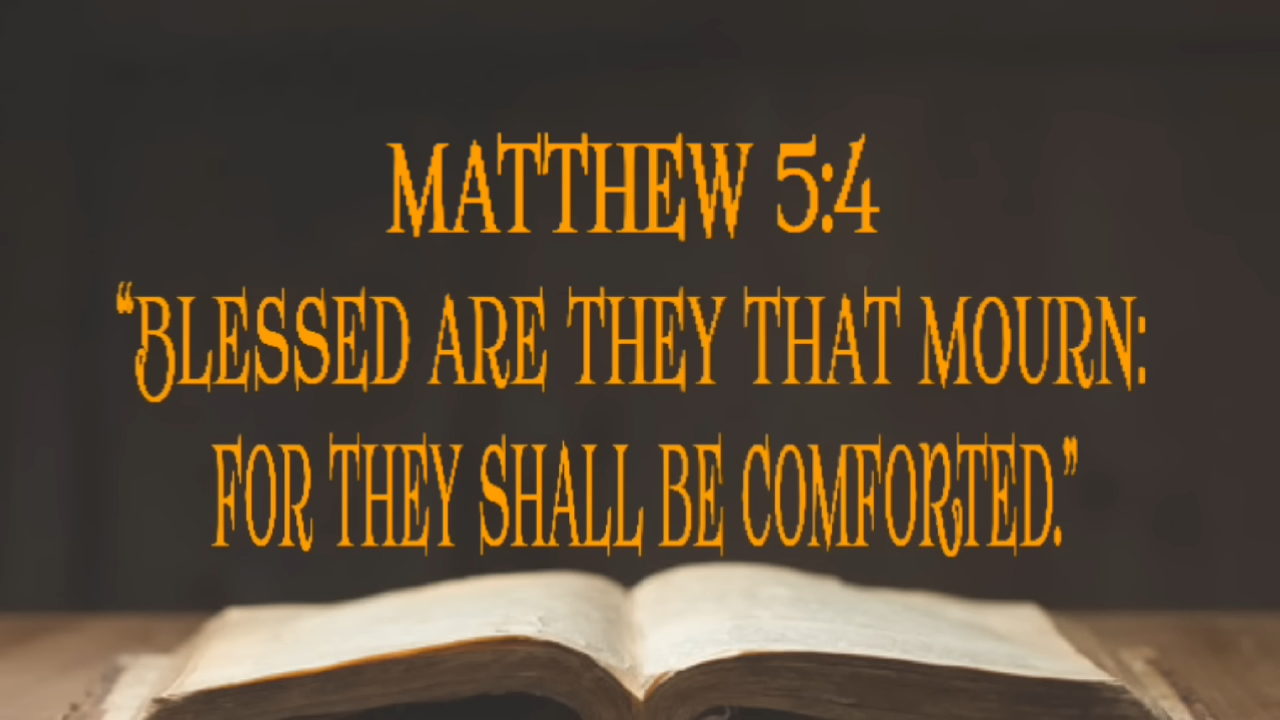 MATTHEW 5:4
“BLESSED ARE THEY THAT MOURN:
FOR THEY SHALL BE COMFORTED.”